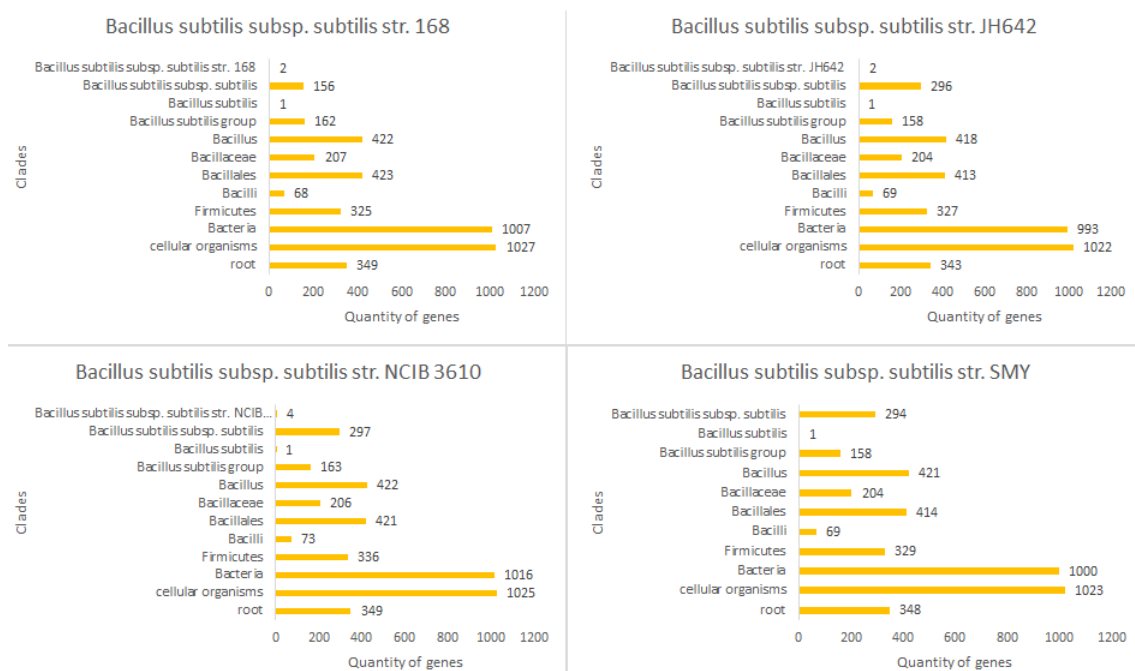 Bacillus subtilis subsp. subtilis str. 168
Clades
Bacillus subtilis subsp. subtilis str. 168 2
Bacillus subtilis subsp. subtilis 156
Bacillus subtilis 1
Bacillus subtilis group 162
Bacillus 422
Bacillaceae 207
Bacillales 423
Bacilli 68
Firmicutes 325
Bacteria 1007
cellular organisms 1027
root 349
0 200 400 600 800 1000 1200
Quantity of genes
Bacillus subtilis subsp. subtilis str. JH642
Clades
Bacillus subtilis subsp. subtilis str. JH642 2
Bacillus subtilis subsp. subtilis 296
Bacillus subtilis 1
Bacillus subtilis group 158
Bacillus 418
Bacillaceae 204
Bacillales 413
Bacilli 69
Firmicutes 327
Bacteria 993
cellular organisms 1022
root 343
0 200 400 600 800 1000 1200
Quantity of genes
Bacillus subtilis subsp. subtilis str. NCIB 3610
Clades
Bacillus subtilis subsp. subtilis str. NCIB... 4
Bacillus subtilis subsp. subtilis 297
Bacillus subtilis 1
Bacillus subtilis group 163
Bacillus 422
Bacillaceae 206
Bacillales 421
Bacilli 73
Firmicutes 336
Bacteria 1016
cellular organisms 1025
root 349
0 200 400 600 800 1000 1200
Quantity of genes
Bacillus subtilis subsp. subtilis str. SMY
Clades
Bacillus subtilis subsp. subtilis 294
Bacillus subtilis 1
Bacillus subtilis group 158
Bacillus 421
Bacillaceae 204
Bacillales 414
Bacilli 69
Firmicutes 329
Bacteria 1000
cellular organisms 1023
root 348
0 200 400 600 800 1000 1200
Quantity of genes